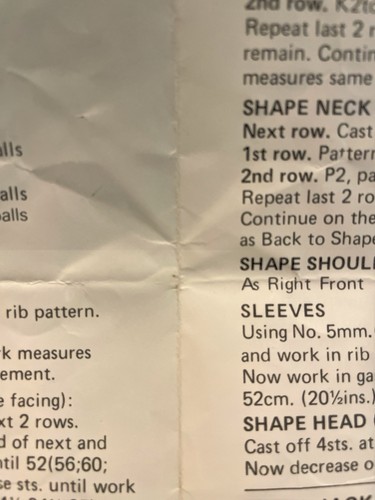 alls
alls
alls
rib pattern.
measures
ement.
facing):
xt 2 rows.
d of next and
ntil 52(56;60;
sts. until work
2nd row. K2to
Repeat last 2 r
remain. Contin
measures same
SHAPE NECK
Next row. Cast
1st row. Pattern
2nd row. P2, pa
Repeat last 2 ro
Continue on the
as Back to Shape
SHAPE SHOUL
As Right Front
SLEEVES
Using No. 5mm.
and work in rib
Now work in ga
52cm. (20½ins.)
SHAPE HEAD
Cast off 4sts. at
Now decrease o